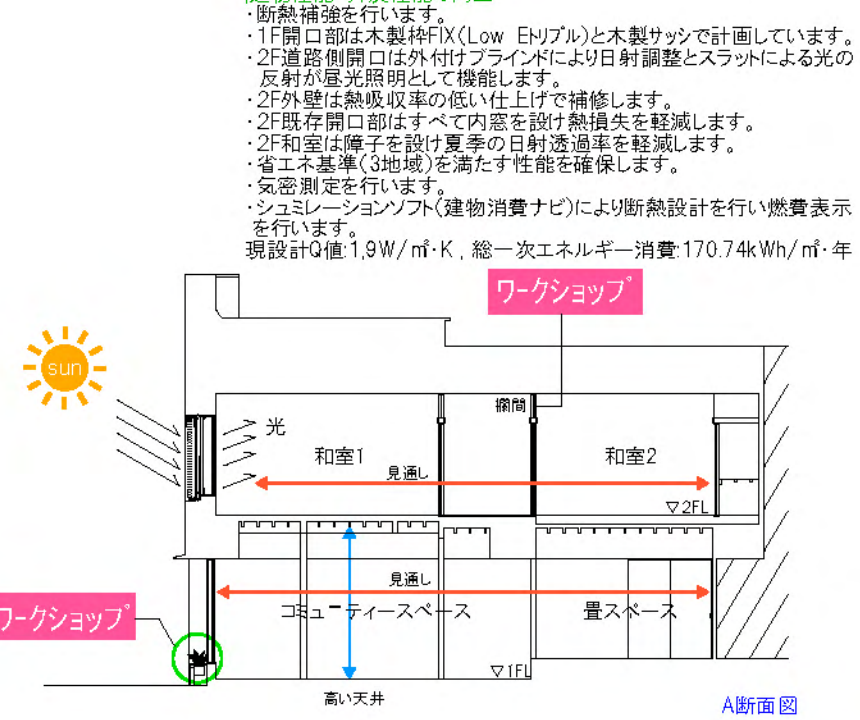 ・断熱補強を行います。
・1F開口部は木製枠FIX(Low Eトリプル)と木製サッシで計画しています。
・2F道路側開口は外付けブラインドにより日射調整とスラットによる光の
反射が昼光照明として機能します。
・2F外壁は熱吸収率の低い仕上げで補修します。
・2F既存開口部はすべて内窓を設け熱損失を軽減します。
・2F和室は障子を設け夏季の日射透過率を軽減します。
・省エネ基準(3地域)を満たす性能を確保します。
・気密測定を行います。
・シュミレーションソフト(建物消費ナビ)により断熱設計を行い燃費表示
を行います。
現設計Q値:1,9W/㎡・K , 総一次エネルギー消費:170.74kWh/㎡・年
ワークショップ
sun
光
欄間
和室1
和室2
見通し
▽2FL
見通し
コミューティースペース
畳スペース
ワークショップ
▽1FL
高い天井
A断面図